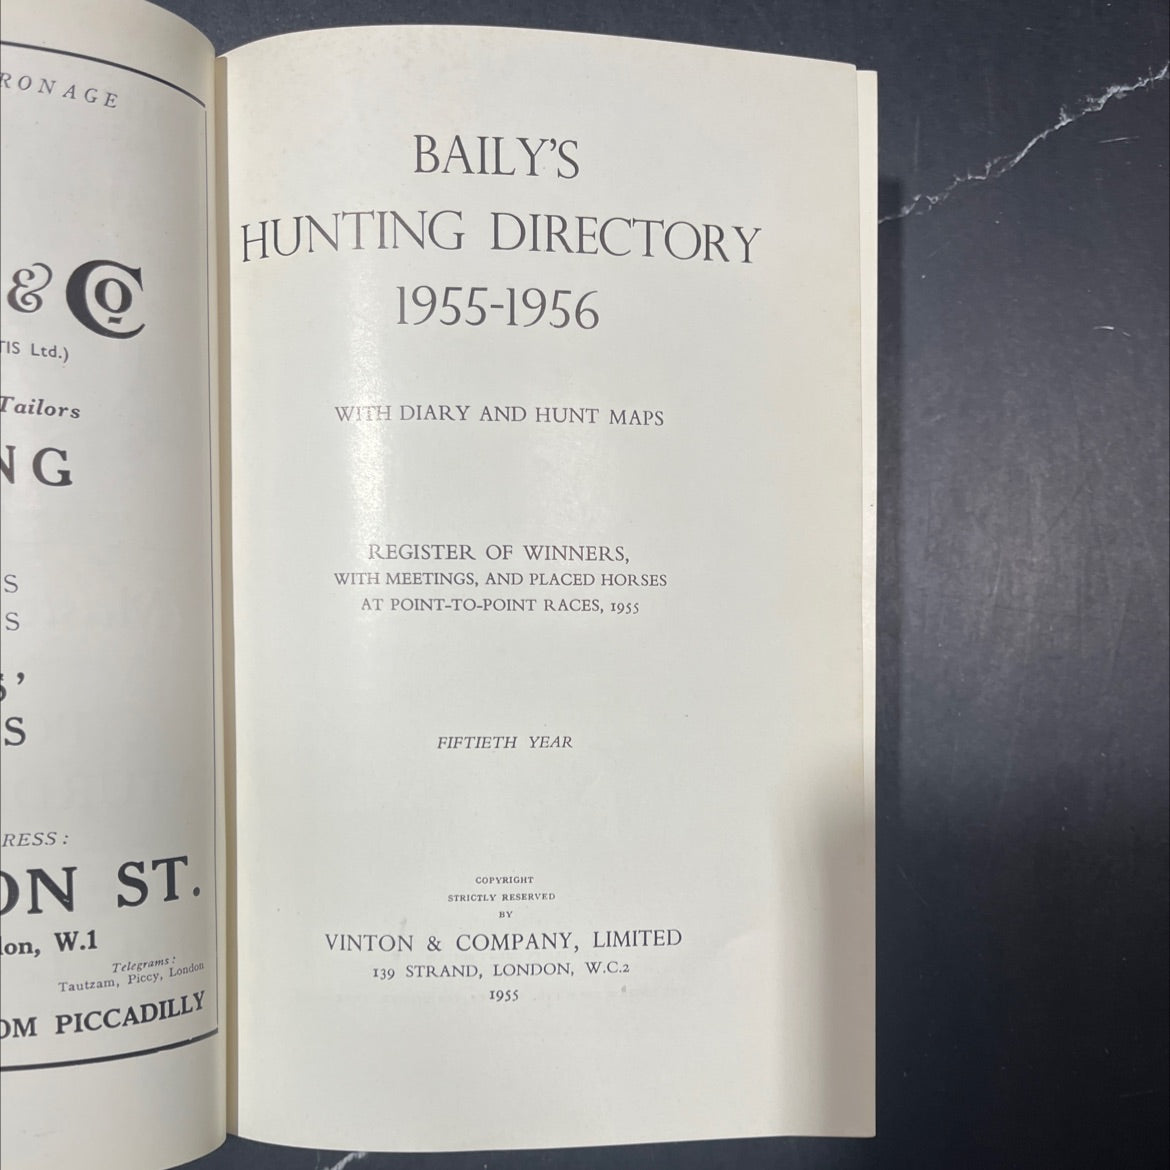 RONAGE
& Co
TIS Ltd.)
Tailors
NG
S
S
S'
S
RESS:
ON ST.
lon, W.1
Telegrams:
Tautzam, Piccy, London
OM PICCADILLY
BAILY'S
HUNTING DIRECTORY
1955-1956
WITH DIARY AND HUNT MAPS
REGISTER OF WINNERS,
WITH MEETINGS, AND PLACED HORSES
AT POINT-TO-POINT RACES, 1955
FIFTIETH YEAR
COPYRIGHT
STRICTLY RESERVED
BY
VINTON & COMPANY, LIMITED
139 STRAND, LONDON, W.C.2
1955